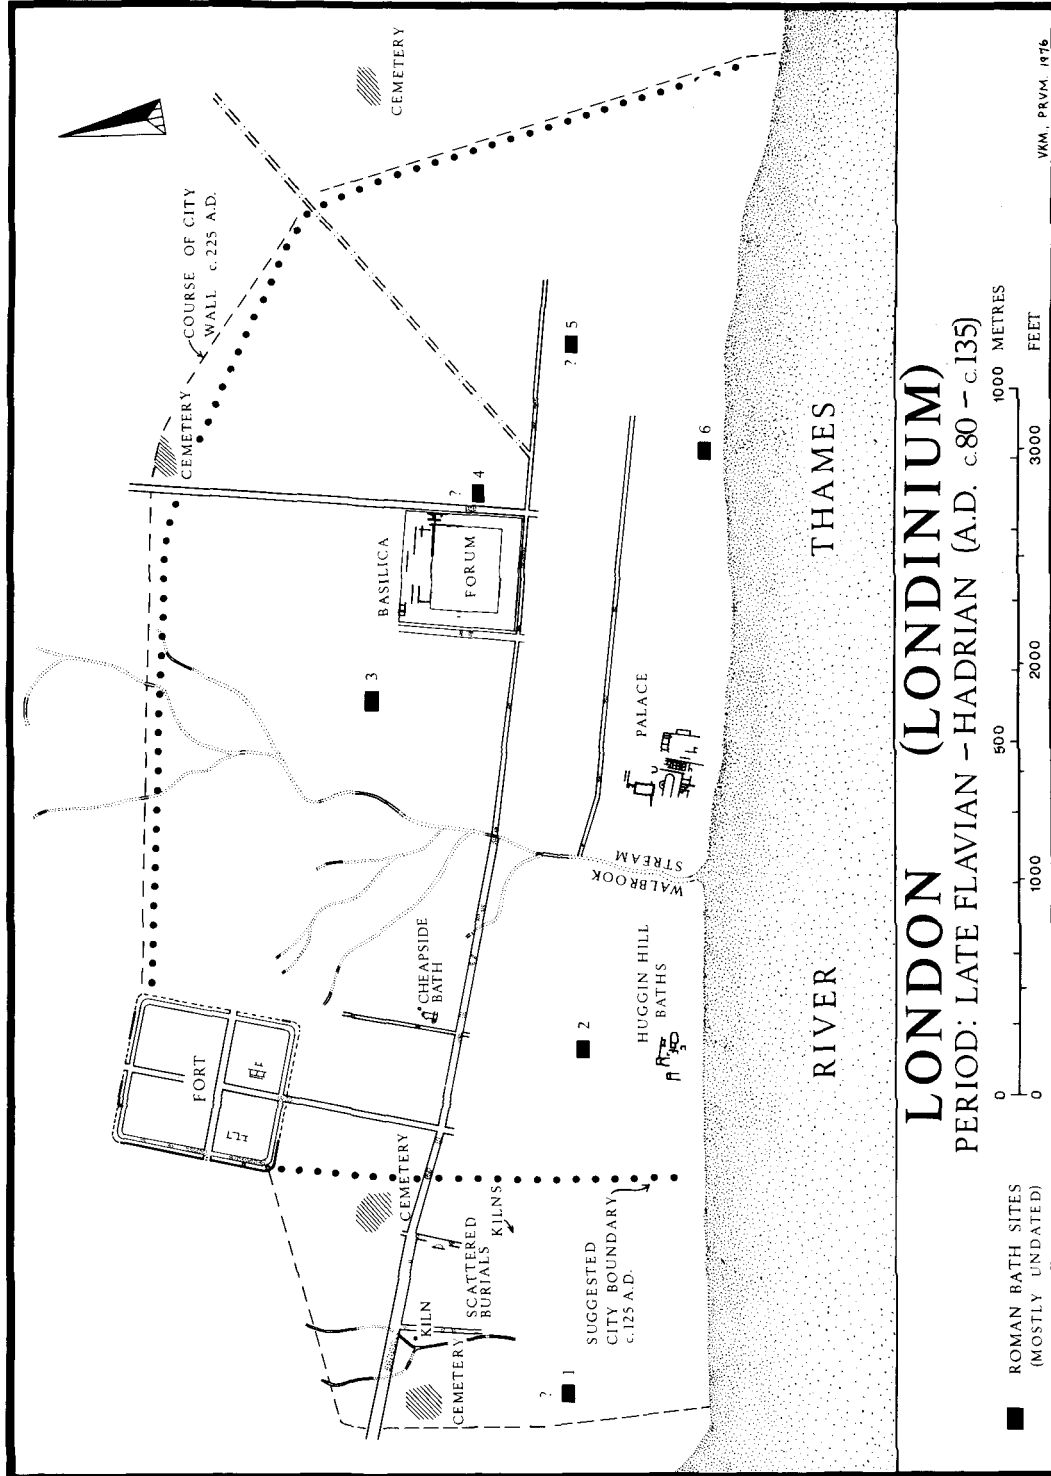 CEMETERY
COURSE OF CITY
WALL c. 225 A.D.
CEMETERY
FORT
BASILICA
FORUM
? 4
? 5
3
6
CHEAPSIDE
BATH
CEMETERY
SCATTERED
BURIALS
KILNS
KILN
CEMETERY
? 1
2
SUGGESTED
CITY BOUNDARY
c. 125 A.D.
HUGGIN HILL
BATHS
WALBROOK
STREAM
PALACE
RIVER THAMES
LONDON (LONDINIUM)
PERIOD: LATE FLAVIAN – HADRIAN (A.D. c.80 – c.135)
ROMAN BATH SITES
(MOSTLY UNDATED)
0 500 1000 METRES
0 1000 2000 3000 FEET
VKM, PRVM, 1976